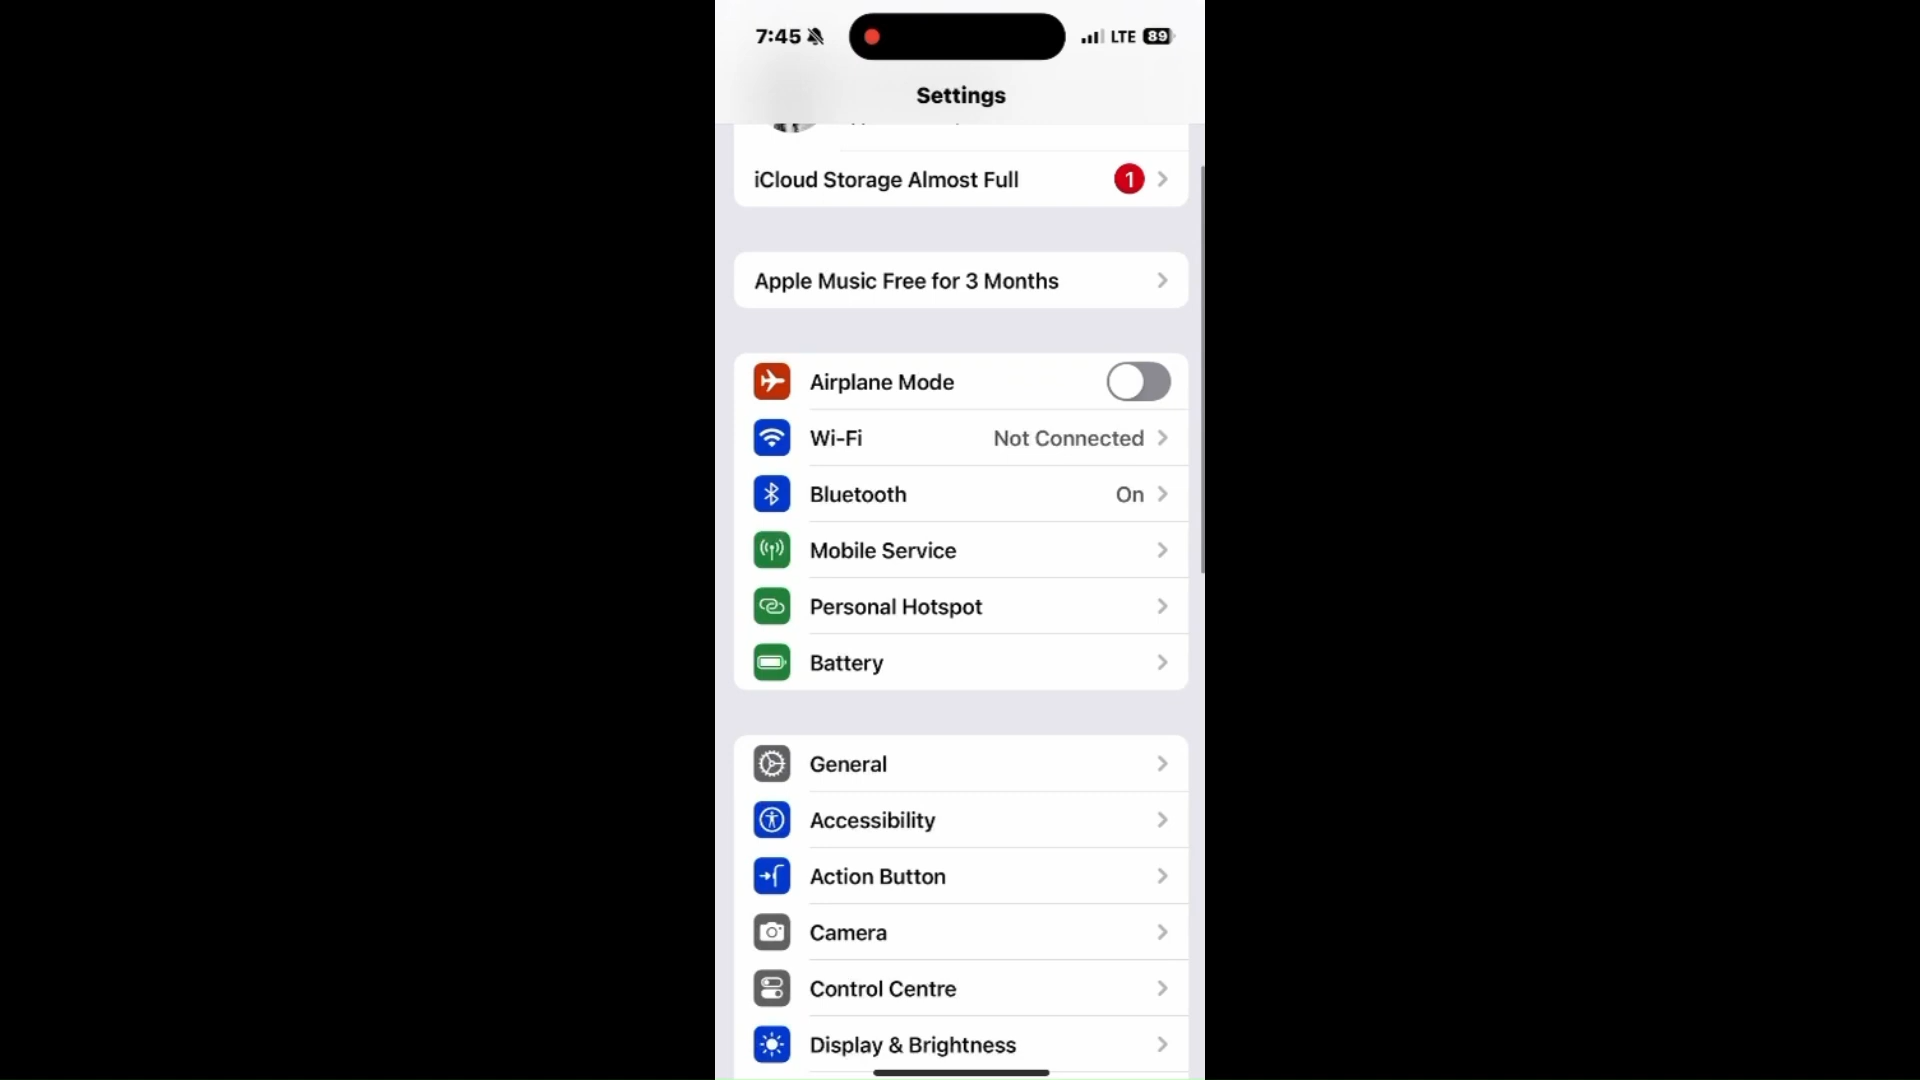 7:45 LTE 89
Settings
iCloud Storage Almost Full 1
Apple Music Free for 3 Months
Airplane Mode
Wi-Fi Not Connected
Bluetooth On
Mobile Service
Personal Hotspot
Battery
General
Accessibility
Action Button
Camera
Control Centre
Display & Brightness